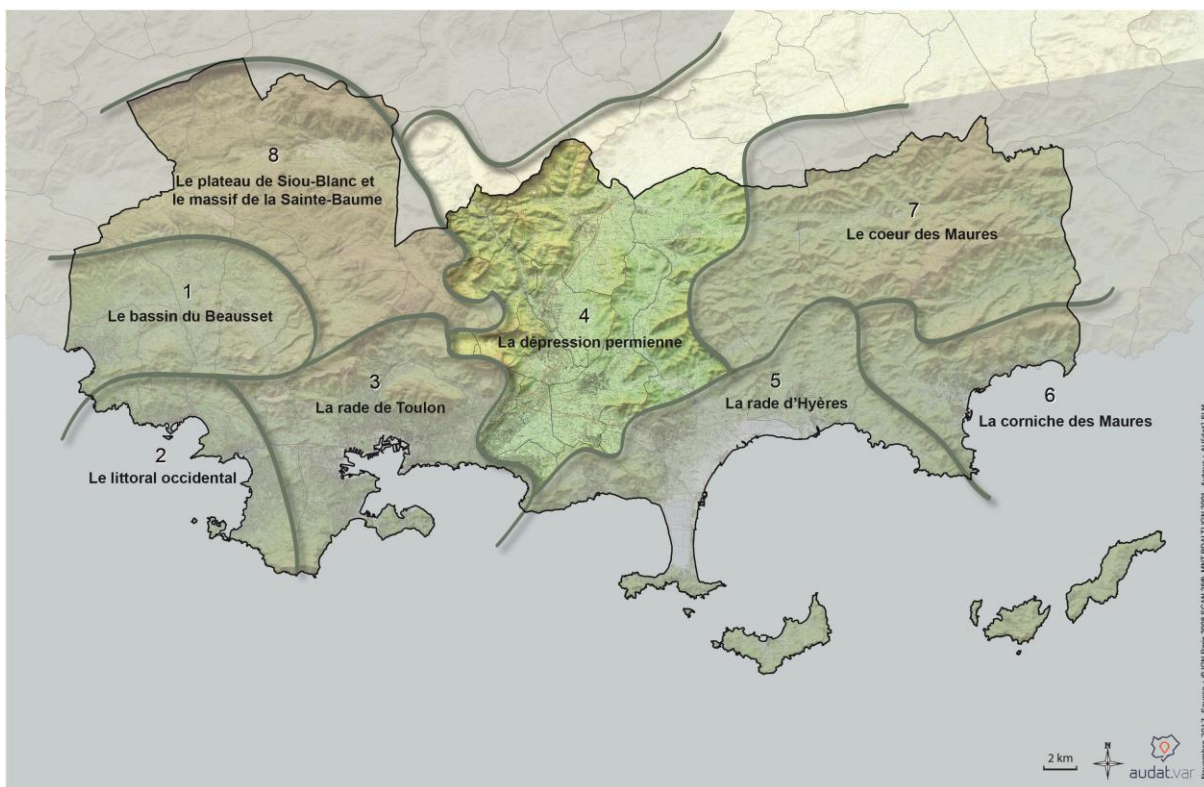 8
Le plateau de Siou-Blanc et
le massif de la Sainte-Baume
7
Le coeur des Maures
1
Le bassin du Beausset
4
La dépression permienne
3
La rade de Toulon
5
La rade d'Hyères
6
La corniche des Maures
2
Le littoral occidental
2 km
N
audat.var